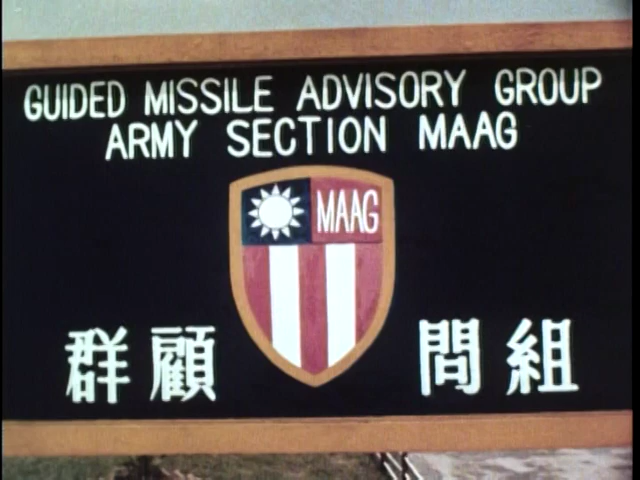 GUIDED MISSILE ADVISORY GROUP
ARMY SECTION MAAG
MAAG
群顧問組